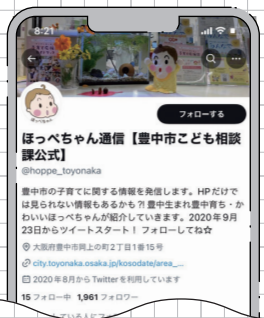 8:21
フォローする
ほっぺちゃん通信【豊中市こども相談
課公式】
@hoppe_toyonaka
豊中市の子育てに関する情報を発信します。HPだけで
は見られない情報もあるかも?! 豊中生まれ豊中育ち・か
わいいほっぺちゃんが紹介していきます。2020年9月
23日からツイートスタート! フォローしてね☆
大阪府豊中市岡上の町2丁目1番15号
city.toyonaka.osaka.jp/kosodate/area_...
2020年8月からTwitterを利用しています
15 フォロー中 1,961 フォロワー